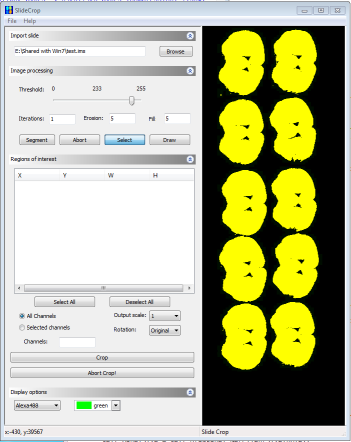 SlideCrop
File Help
Import slide
E:\Shared with Win7\test.ims Browse
Image processing
Threshold: 0 233 255
Iterations: 1 Erosion: 5 Fill 5
Segment Abort Select Draw
Regions of interest
X Y W H
Select All Deselect All
All Channels Output scale: 1
Selected channels Rotation: Original
Channels:
Crop
Abort Crop!
Display options
Alexa488 green
x:-430, y:39567 Slide Crop